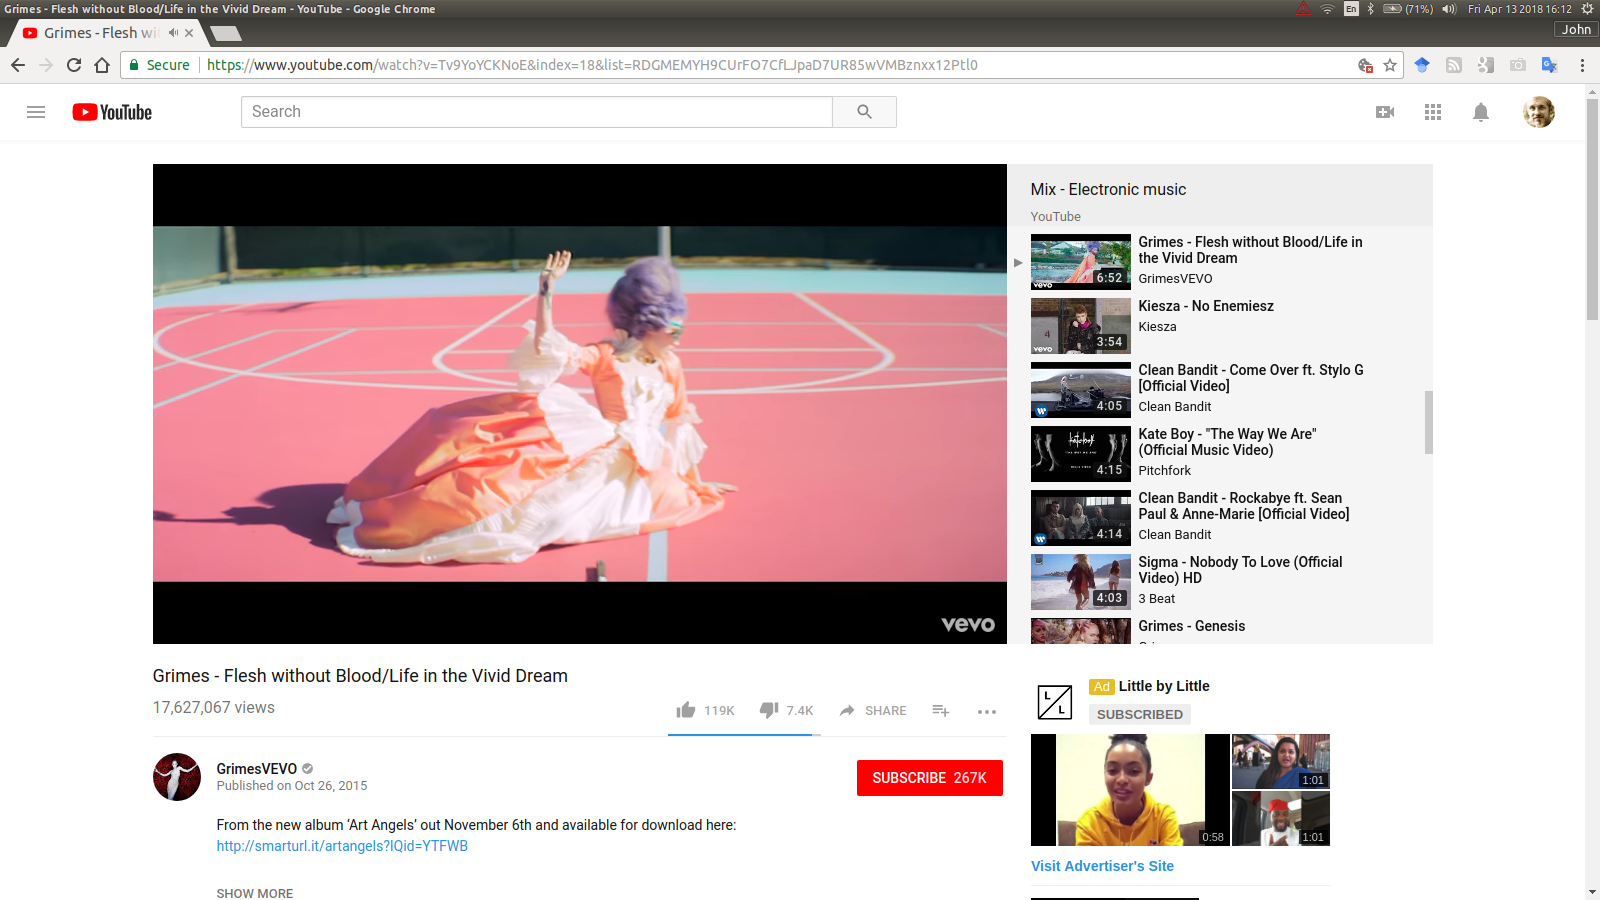 Grimes - Flesh without Blood/Life in the Vivid Dream - YouTube - Google Chrome
En (71%) Fri Apr 13 2018 16:12
Grimes - Flesh wi
John
Secure https://www.youtube.com/watch?v=Tv9YoYCKNoE&index=18&list=RDGMEMYH9CUrFO7CfLJpaD7UR85wVMBznxx12Ptl0
YouTube
Search
vevo
Mix - Electronic music
YouTube
Grimes - Flesh without Blood/Life in
the Vivid Dream
GrimesVEVO
6:52
vevo
Kiesza - No Enemiesz
Kiesza
4
3:54
vevo
Clean Bandit - Come Over ft. Stylo G
[Official Video]
Clean Bandit
4:05
Kate Boy - "The Way We Are"
(Official Music Video)
Pitchfork
kateboy
4:15
Clean Bandit - Rockabye ft. Sean
Paul & Anne-Marie [Official Video]
Clean Bandit
4:14
Sigma - Nobody To Love (Official
Video) HD
3 Beat
4:03
Grimes - Genesis
Grimes - Flesh without Blood/Life in the Vivid Dream
17,627,067 views
119K 7.4K SHARE
GrimesVEVO
Published on Oct 26, 2015
SUBSCRIBE 267K
From the new album ‘Art Angels’ out November 6th and available for download here:
http://smarturl.it/artangels?IQid=YTFWB
SHOW MORE
L L
Ad Little by Little
SUBSCRIBED
0:58
1:01
1:01
Visit Advertiser's Site